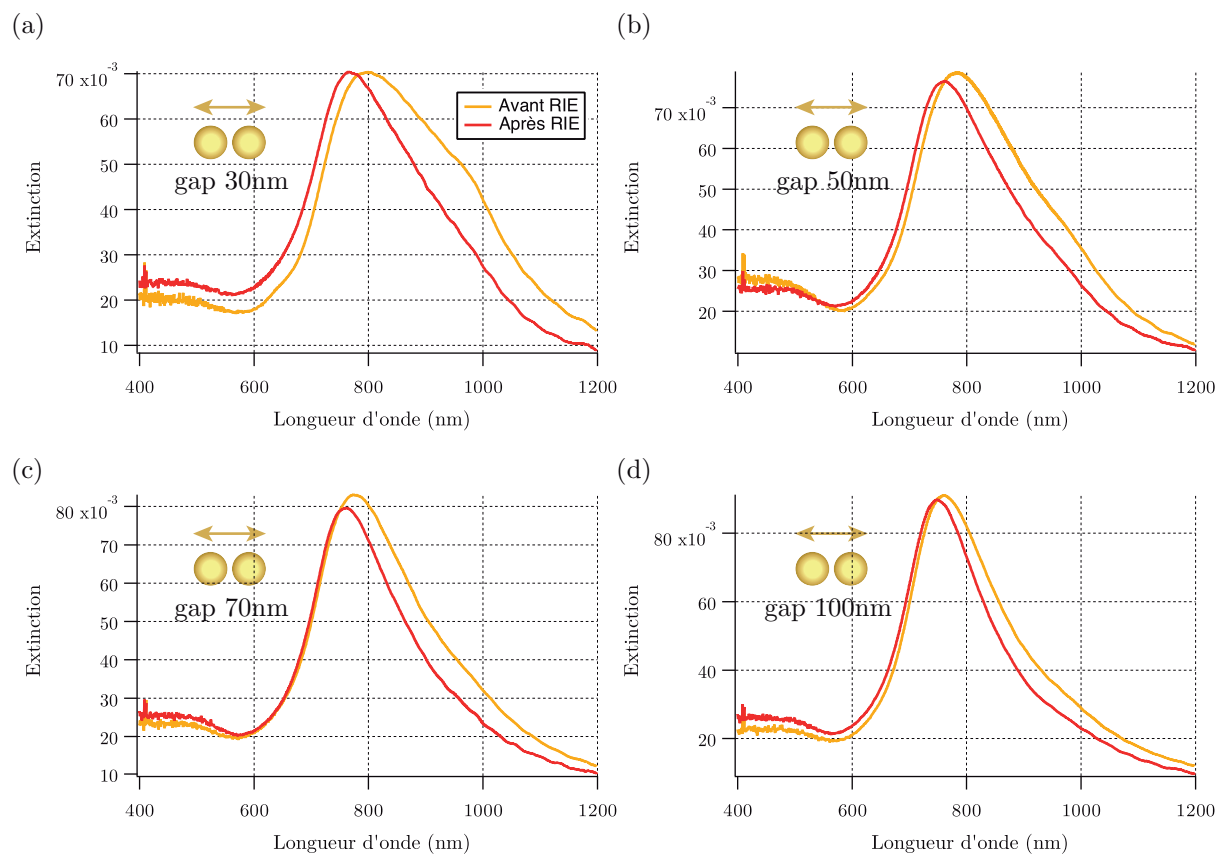 (a)
70 x10-3
60
50
40
30
20
10
Extinction
Avant RIE
Après RIE
gap 30nm
400
600
800
1000
1200
Longueur d'onde (nm)
(b)
70 x10-3
60
50
40
30
20
Extinction
gap 50nm
400
600
800
1000
1200
Longueur d'onde (nm)
(c)
80 x10-3
70
60
50
40
30
20
10
Extinction
gap 70nm
400
600
800
1000
1200
Longueur d'onde (nm)
(d)
80 x10-3
60
40
20
Extinction
gap 100nm
400
600
800
1000
1200
Longueur d'onde (nm)